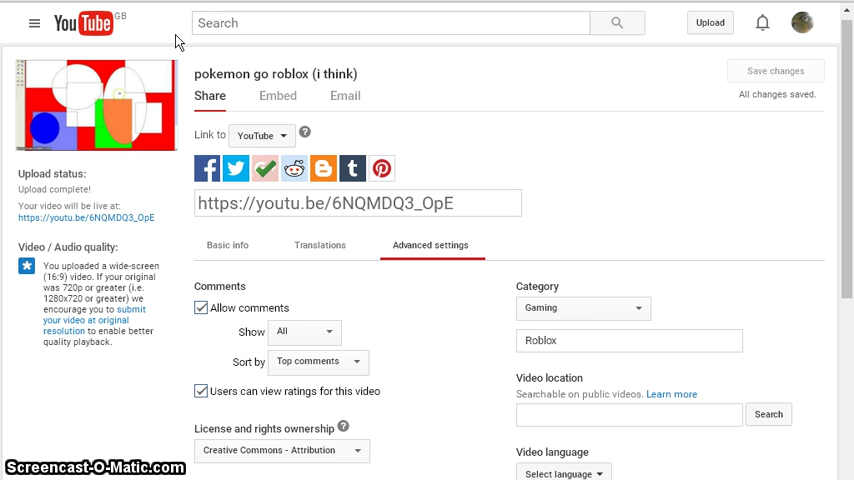 YouTube GB
Search
Upload
pokemon go roblox (i think)
Save changes
Share Embed Email
All changes saved.
Link to YouTube ?
Upload status:
Upload complete!
Your video will be live at:
https://youtu.be/6NQMDQ3_OpE
https://youtu.be/6NQMDQ3_OpE
Video / Audio quality:
You uploaded a wide-screen
(16:9) video. If your original
was 720p or greater (i.e.
1280x720 or greater) we
encourage you to submit
your video at original
resolution to enable better
quality playback.
Basic info Translations Advanced settings
Comments
Allow comments
Show All
Sort by Top comments
Users can view ratings for this video
License and rights ownership ?
Creative Commons - Attribution
Category
Gaming
Roblox
Video location
Searchable on public videos. Learn more
Search
Video language
Select language
Screencast-O-Matic.com